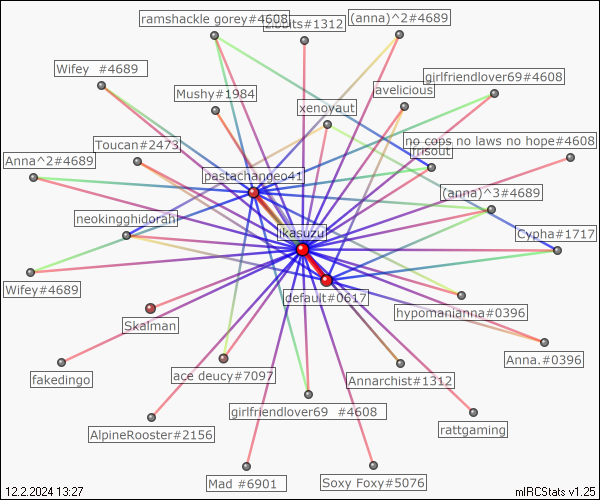 ramshackle gorey#4608
2.5bits#1312
(anna)^2#4689
Wifey  #4689
Mushy#1984
avelicious
girlfriendlover69#4608
xenoyaut
Toucan#2473
no cops no laws no hope#4608
frisout
Anna^2#4689
pastachangeo41
(anna)^3#4689
neokingghidorah
ikasuzu
Cypha#1717
Wifey#4689
default#0617
hypomanianna#0396
Skalman
Anna.#0396
fakedingo
ace deucy#7097
Annarchist#1312
girlfriendlover69  #4608
AlpineRooster#2156
rattgaming
Mad #6901
Soxy Foxy#5076
12.2.2024 13:27
mIRCStats v1.25